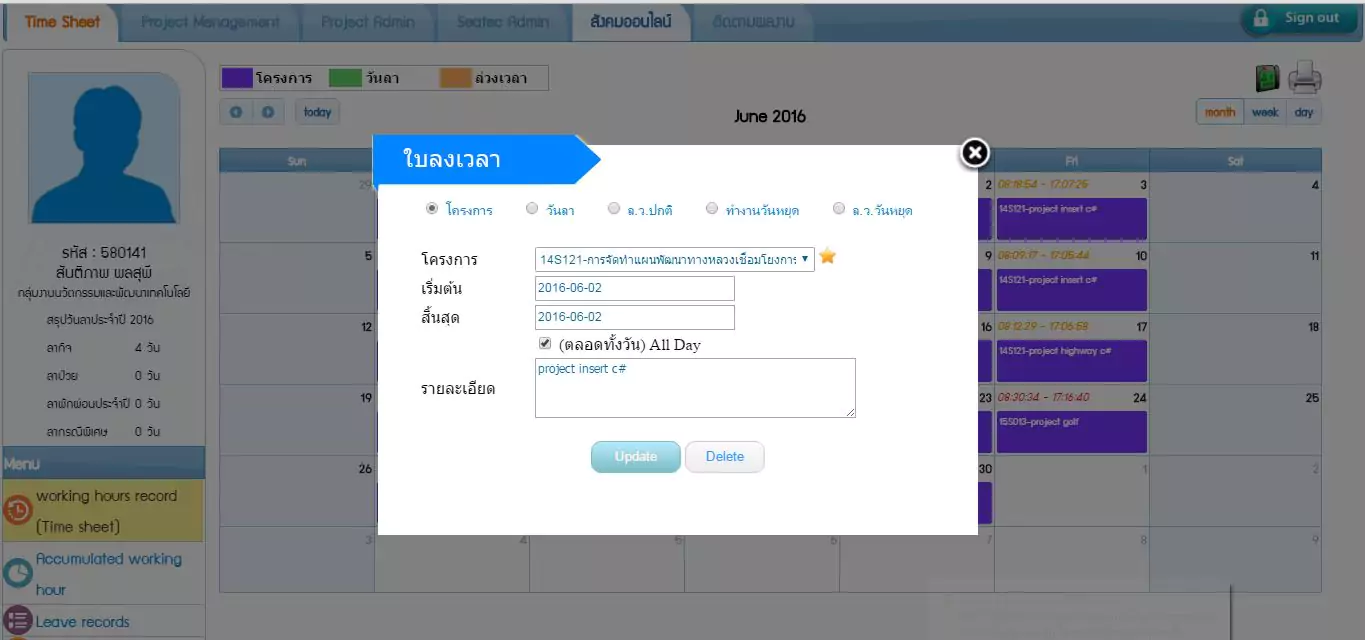 Time Sheet
Project Management
Project Admin
Seatec Admin
สังคมออนไลน์
ติดตามผลงาน
Sign out
โครงการ
วันลา
ล่วงเวลา
today
June 2016
month
week
day
รหัส : 580141
สันติภาพ พลสุพี
กลุ่มงานนวัตกรรมและพัฒนาเทคโนโลยี
สรุปวันลาประจำปี 2016
ลากิจ 4 วัน
ลาป่วย 0 วัน
ลาพักผ่อนประจำปี 0 วัน
ลากรณีพิเศษ 0 วัน
Menu
working hours record
(Time sheet)
Accumulated working
hour
Leave records
Sun
Fri
Sat
29
2
08:18:54 - 17:07:26
3
4
14S121-project insert c#
5
9
08:09:17 - 17:05:44
10
11
14S121-project insert c#
12
16
08:12:29 - 17:06:58
17
18
14S121-project highway c#
19
23
08:30:34 - 17:16:40
24
25
15S013-project golf
26
30
1
2
3
4
5
6
7
8
9
ใบลงเวลา
โครงการ
วันลา
ล.ว.ปกติ
ทำงานวันหยุด
ล.ว.วันหยุด
โครงการ
14S121-การจัดทำแผนพัฒนาทางหลวงเชื่อมโยงการ
เริ่มต้น
2016-06-02
สิ้นสุด
2016-06-02
(ตลอดทั้งวัน) All Day
รายละเอียด
project insert c#
Update
Delete